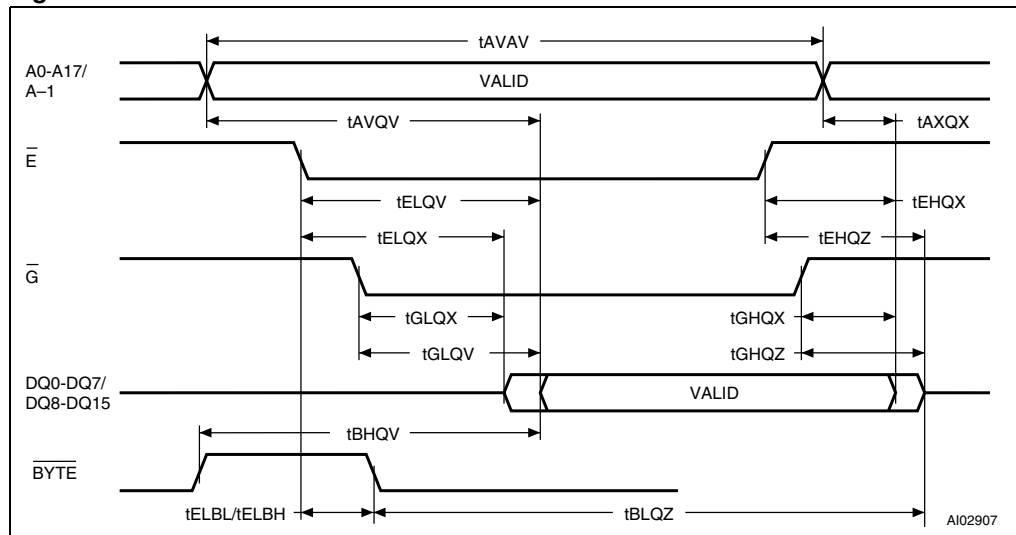 tAVAV
A0-A17/
A–1
VALID
tAVQV
tAXQX
E
tELQV
tEHQX
tELQX
tEHQZ
G
tGLQX
tGHQX
tGLQV
tGHQZ
DQ0-DQ7/
DQ8-DQ15
VALID
tBHQV
BYTE
tELBL/tELBH
tBLQZ
AI02907